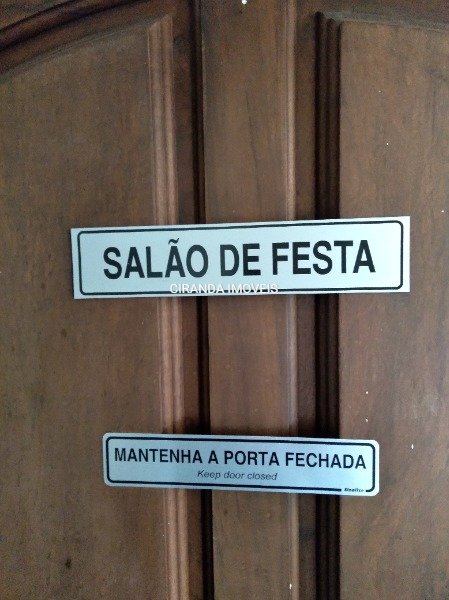 SALÃO DE FESTA
CIRANDA IMOVEIS
MANTENHA A PORTA FECHADA
Keep door closed